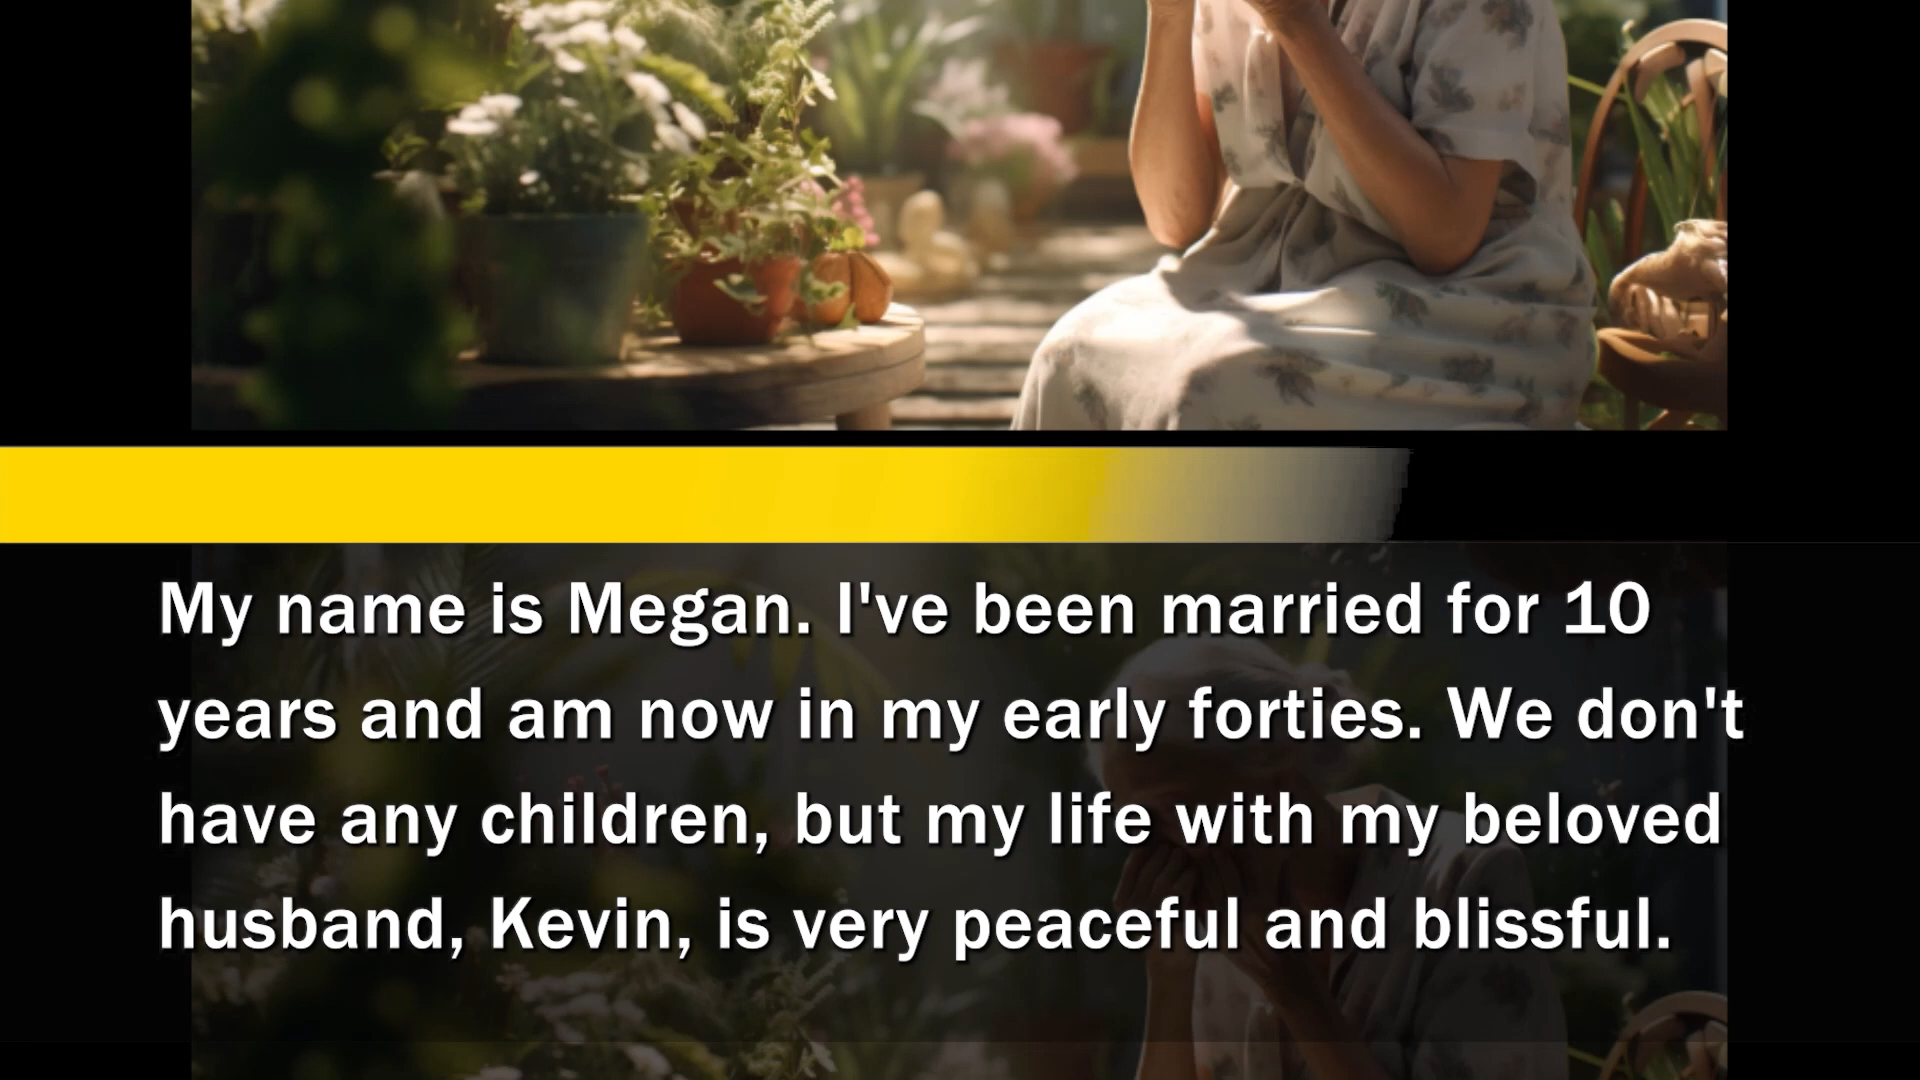 My name is Megan. I've been married for 10
years and am now in my early forties. We don't
have any children, but my life with my beloved
husband, Kevin, is very peaceful and blissful.